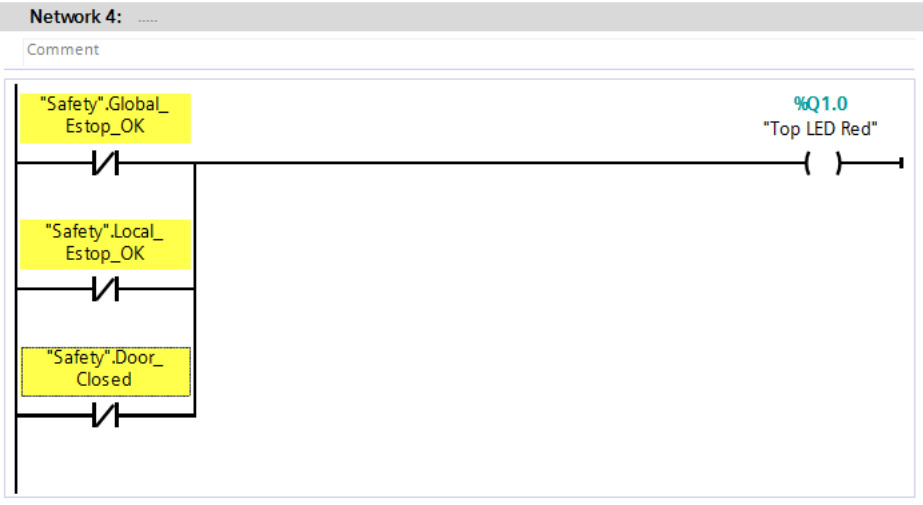 Network 4: .....
Comment
"Safety".Global_
Estop_OK
%Q1.0
"Top LED Red"
"Safety".Local_
Estop_OK
"Safety".Door_
Closed